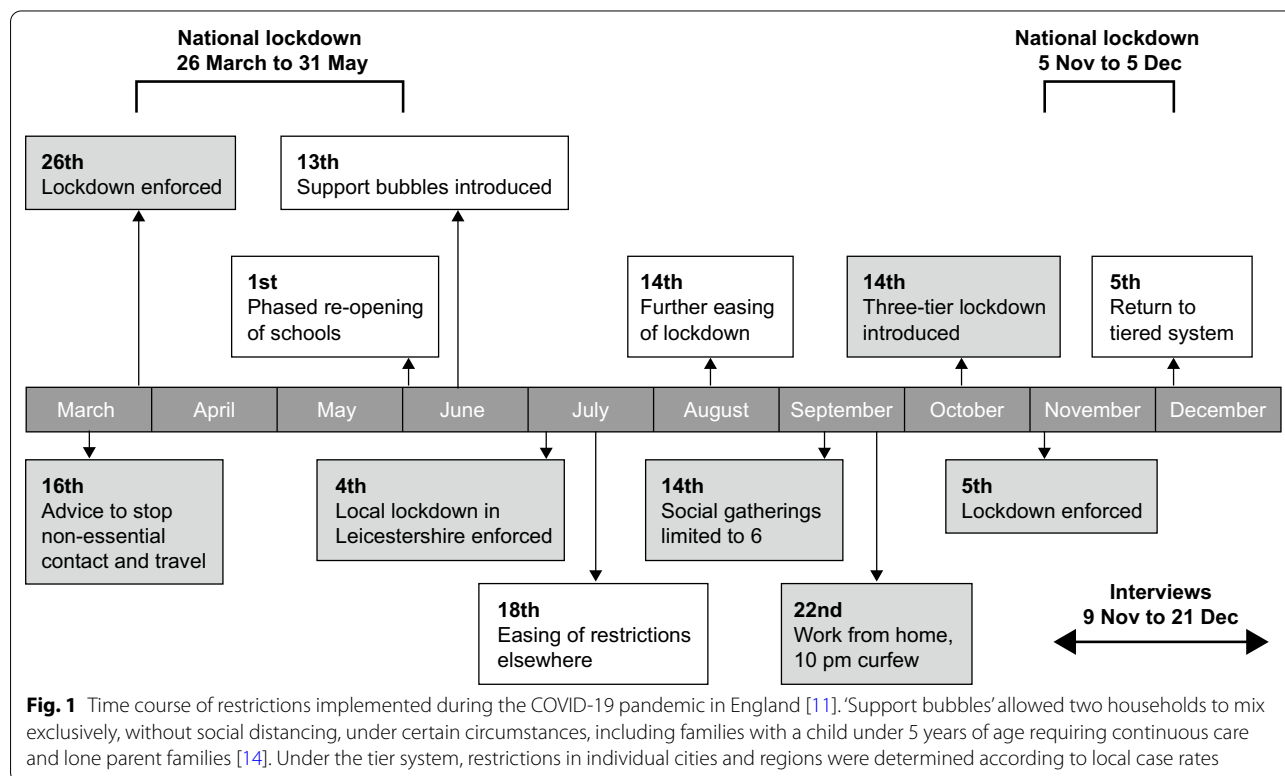 National lockdown
26 March to 31 May
National lockdown
5 Nov to 5 Dec
26th
Lockdown enforced
13th
Support bubbles introduced
1st
Phased re-opening
of schools
14th
Further easing
of lockdown
14th
Three-tier lockdown
introduced
5th
Return to
tiered system
March April May June July August September October November December
16th
Advice to stop
non-essential
contact and travel
4th
Local lockdown in
Leicestershire enforced
14th
Social gatherings
limited to 6
5th
Lockdown enforced
18th
Easing of restrictions
elsewhere
22nd
Work from home,
10 pm curfew
Interviews
9 Nov to 21 Dec
Fig. 1 Time course of restrictions implemented during the COVID-19 pandemic in England [11]. ‘Support bubbles’ allowed two households to mix
exclusively, without social distancing, under certain circumstances, including families with a child under 5 years of age requiring continuous care
and lone parent families [14]. Under the tier system, restrictions in individual cities and regions were determined according to local case rates